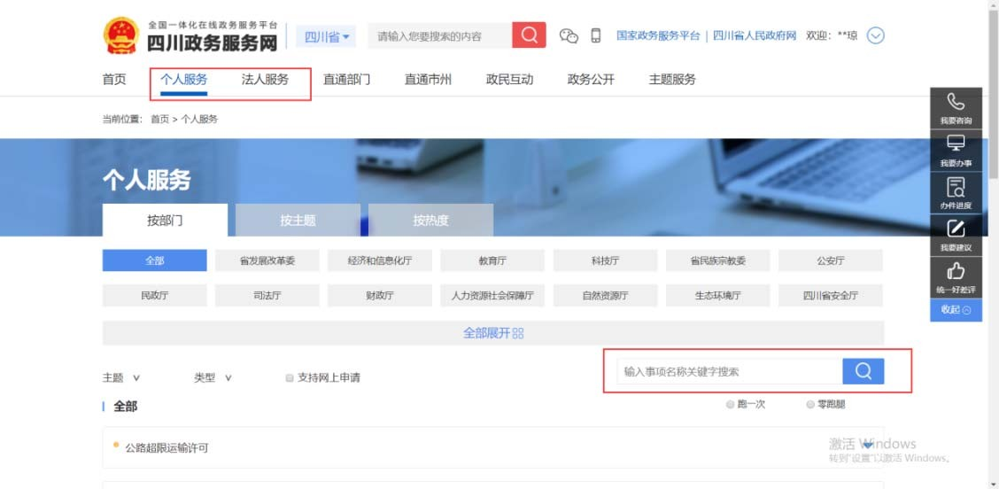 全国一体化在线政务服务平台
四川政务服务网
四川省
请输入您要搜索的内容
国家政务服务平台 | 四川省人民政府网 欢迎: **琼
首页 个人服务 法人服务 直通部门 直通市州 政民互动 政务公开 主题服务
当前位置: 首页 > 个人服务
个人服务
按部门 按主题 按热度
全部 省发展改革委 经济和信息化厅 教育厅 科技厅 省民族宗教委 公安厅
民政厅 司法厅 财政厅 人力资源社会保障厅 自然资源厅 生态环境厅 四川省安全厅
全部展开
输入事项名称关键字搜索
主题 类型 支持网上申请
跑一次 零跑腿
全部
公路超限运输许可
我要咨询
我要办事
办件进度
我要建议
统一好差评
收起
激活 Windows
转到"设置"以激活 Windows。